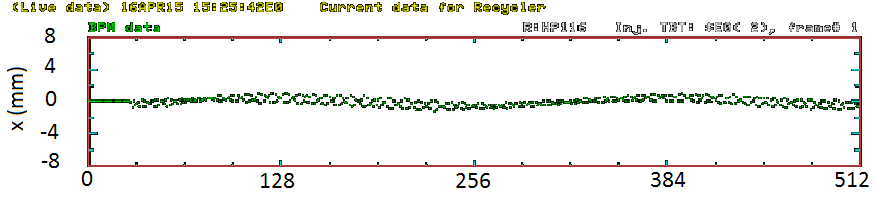 (Live data) 16APR15 15:25:42E0 Current data for Recycler
BPM data R:HP116 Inj. TBT: $E0( 2), frame# 1
8
4
0
-4
-8
x (mm)
0 128 256 384 512